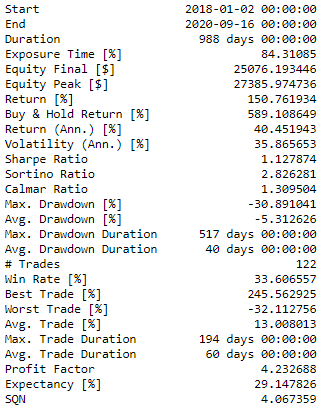 Start 2018-01-02 00:00:00
End 2020-09-16 00:00:00
Duration 988 days 00:00:00
Exposure Time [%] 84.31085
Equity Final [$] 25076.193446
Equity Peak [$] 27385.974736
Return [%] 150.761934
Buy & Hold Return [%] 589.108649
Return (Ann.) [%] 40.451943
Volatility (Ann.) [%] 35.865653
Sharpe Ratio 1.127874
Sortino Ratio 2.826281
Calmar Ratio 1.309504
Max. Drawdown [%] -30.891041
Avg. Drawdown [%] -5.312626
Max. Drawdown Duration 517 days 00:00:00
Avg. Drawdown Duration 40 days 00:00:00
# Trades 122
Win Rate [%] 33.606557
Best Trade [%] 245.562925
Worst Trade [%] -32.112756
Avg. Trade [%] 13.008013
Max. Trade Duration 194 days 00:00:00
Avg. Trade Duration 60 days 00:00:00
Profit Factor 4.232688
Expectancy [%] 29.147826
SQN 4.067359